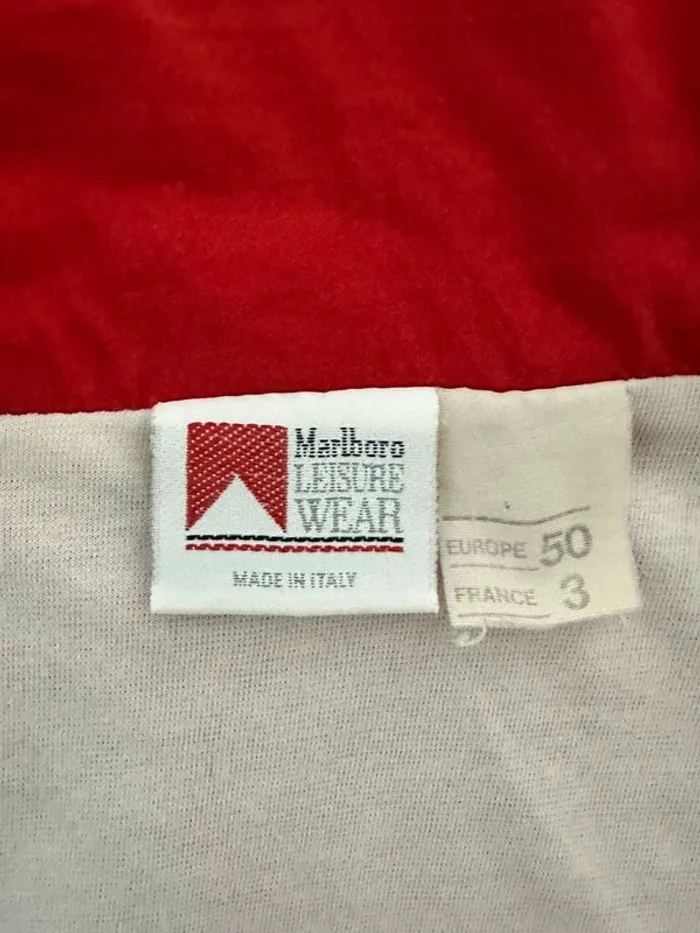 Marlboro
LEISURE
WEAR
MADE IN ITALY
EUROPE 50
FRANCE 3